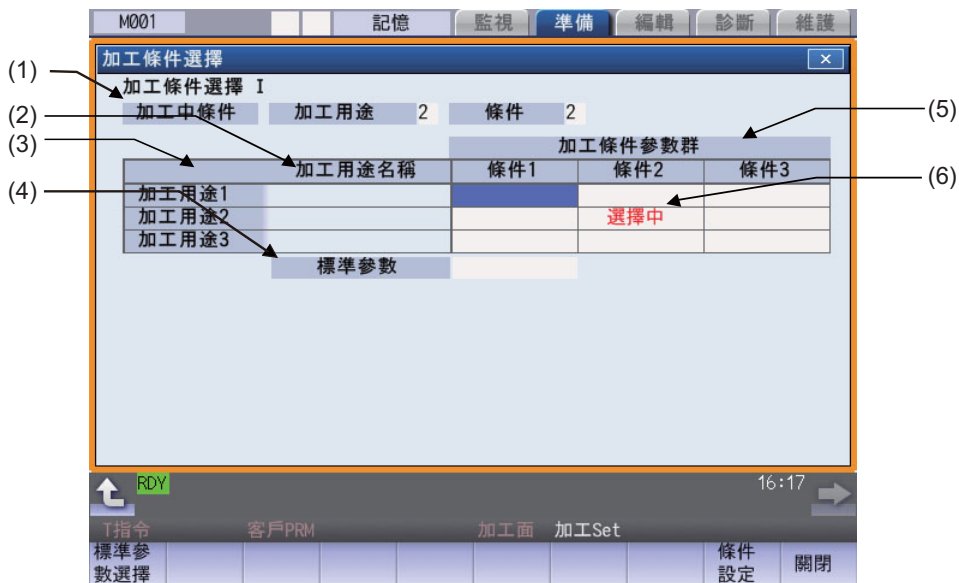 M001 記憶 監視 準備 編輯 診斷 維護
加工條件選擇 ×
(1)
加工條件選擇 I
(2) 加工中條件 加工用途 2 條件 2 (5)
(3) 加工條件參數群
加工用途名稱 條件1 條件2 條件3 (6)
(4) 加工用途1
加工用途2 選擇中
加工用途3
標準參數
RDY 16:17
T指令 客戶PRM 加工面 加工Set
標準參 條件
數選擇 設定 關閉